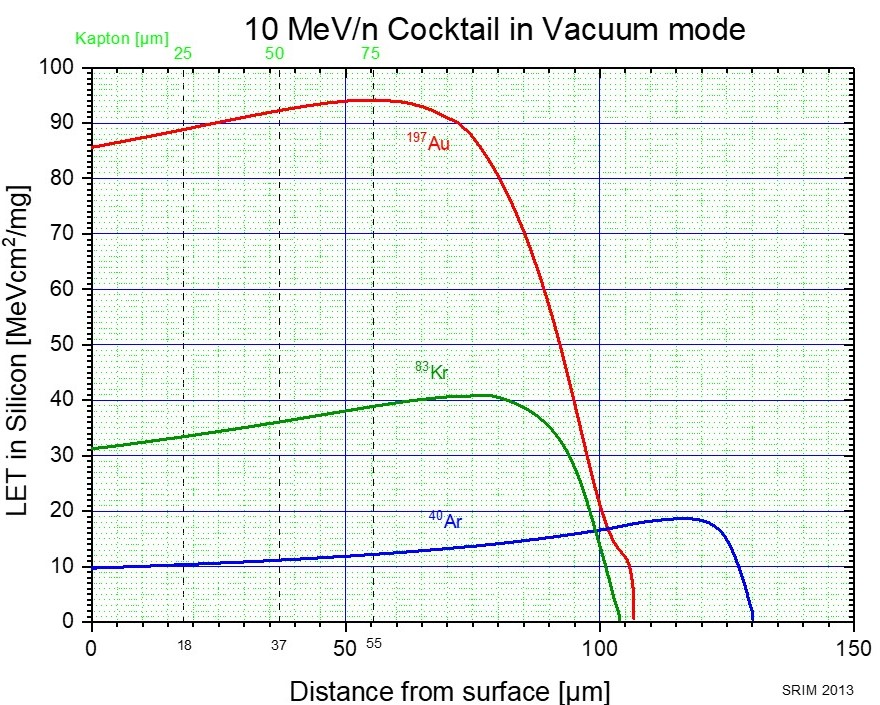 10 MeV/n Cocktail in Vacuum mode
Kapton [µm]
25 50 75
100
90
80
70
60
50
40
30
20
10
0
LET in Silicon [MeVcm²/mg]
¹⁹⁷Au
⁸³Kr
⁴⁰Ar
0 18 37 50 55 100 150
Distance from surface [µm]
SRIM 2013